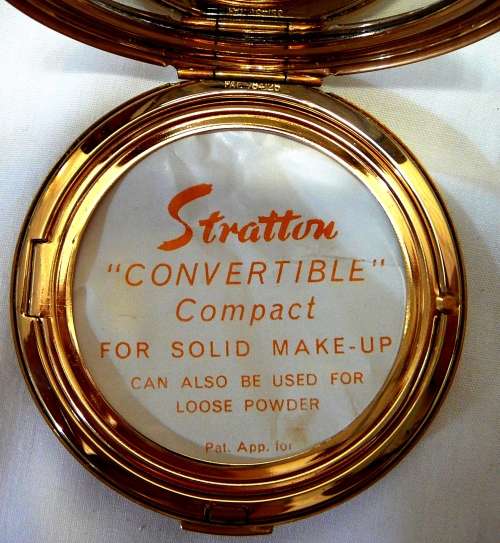 Stratton
"CONVERTIBLE"
Compact
FOR SOLID MAKE-UP
CAN ALSO BE USED FOR
LOOSE POWDER
Pat. App. for